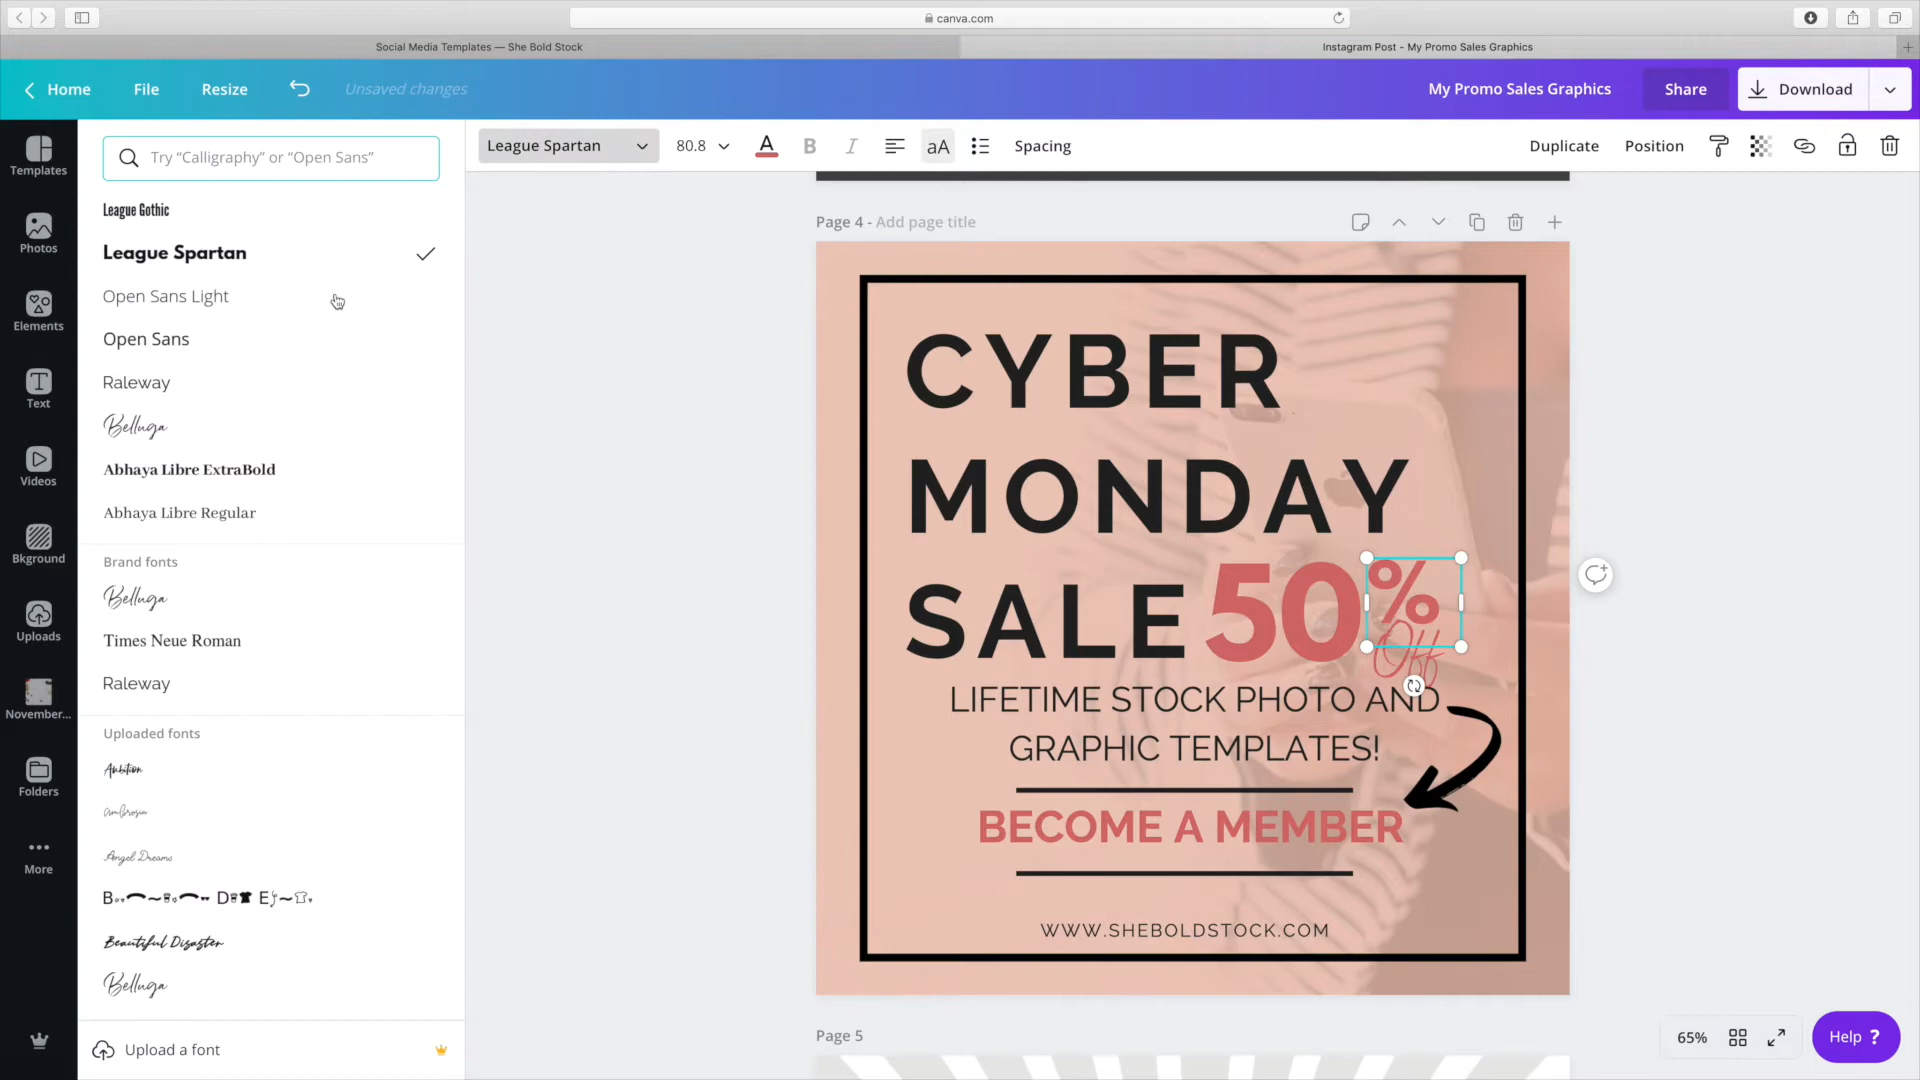 canva.com
Social Media Templates — She Bold Stock
Instagram Post - My Promo Sales Graphics
Home
File
Resize
Unsaved changes
My Promo Sales Graphics
Share
Download
Templates
Photos
Elements
Text
Videos
Bkground
Uploads
November...
Folders
More
Try “Calligraphy” or “Open Sans”
League Gothic
League Spartan
Open Sans Light
Open Sans
Raleway
Belluga
Abhaya Libre ExtraBold
Abhaya Libre Regular
Brand fonts
Belluga
Times Neue Roman
Raleway
Uploaded fonts
Ambition
Ambrosia
Angel Dreams
Beautiful Disaster
Belluga
Upload a font
League Spartan
80.8
A
B
I
aA
Spacing
Duplicate
Position
Page 4 - Add page title
CYBER
MONDAY
SALE 50%
Off
LIFETIME STOCK PHOTO AND
GRAPHIC TEMPLATES!
BECOME A MEMBER
WWW.SHEBOLDSTOCK.COM
Page 5
65%
Help ?